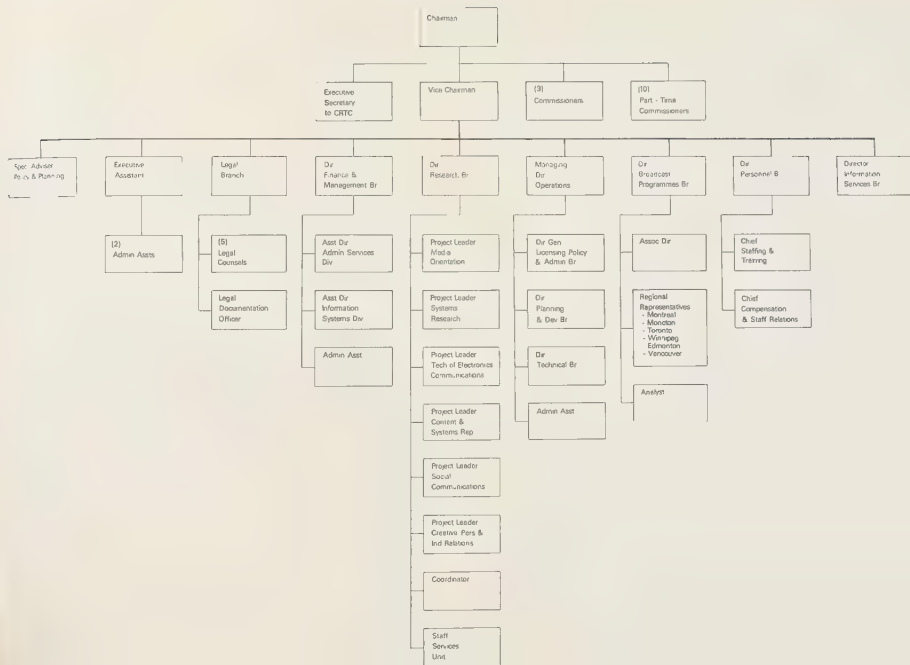 Chairman
Executive
Secretary
to CRTC
Vice Chairman
(3)
Commissioners
(10)
Part - Time
Commissioners
Spec. Adviser
Policy & Planning
Executive
Assistant
Legal
Branch
Dir
Finance &
Management Br
Dir
Research. Br
Managing
Dir
Operations
Dir
Broadcast
Programmes Br
Dir
Personnel B
Director
Information
Services Br
(2)
Admin Assts
(5)
Legal
Counsels
Legal
Documentation
Officer
Asst Dir
Admin Services
Div
Asst Dir
Information
Systems Div
Admin Asst
Project Leader
Media
Orientation
Project Leader
Systems
Research
Project Leader
Tech of Electronics
Communications
Project Leader
Content &
Systems Rep
Project Leader
Social
Communications
Project Leader
Creative Pers &
Ind Relations
Coordinator
Staff
Services
Unit
Dir Gen
Licensing Policy
& Admin Br
Dir
Planning
& Dev Br
Dir
Technical Br
Admin Asst
Assoc Dir
Regional
Representatives
- Montreal
- Moncton
- Toronto
- Winnipeg
Edmonton
- Vancouver
Analyst
Chief
Staffing &
Training
Chief
Compensation
& Staff Relations